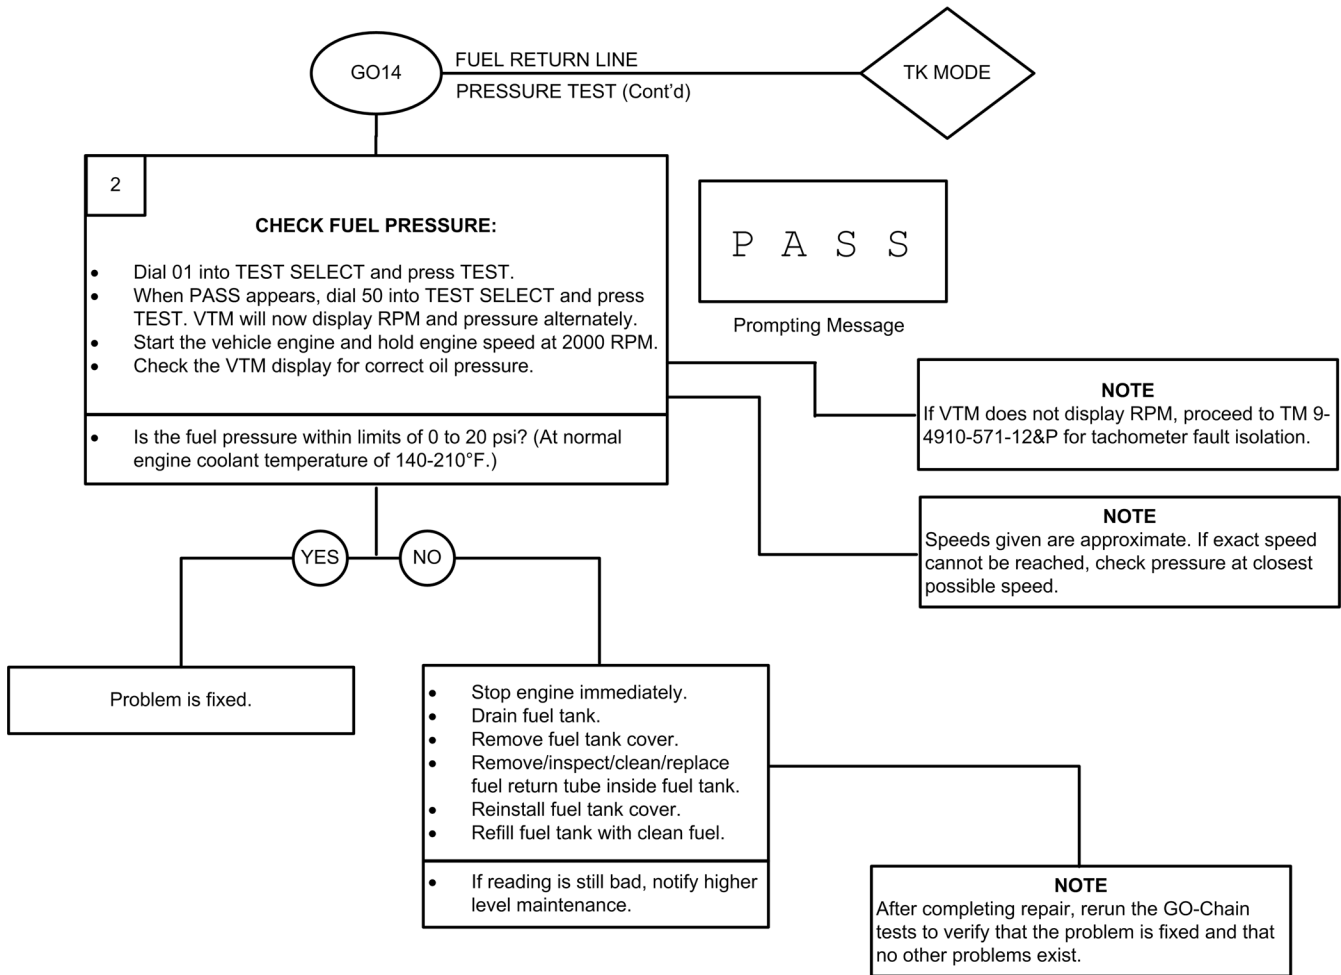 GO14
FUEL RETURN LINE
PRESSURE TEST (Cont'd)
TK MODE
2
CHECK FUEL PRESSURE:
• Dial 01 into TEST SELECT and press TEST.
• When PASS appears, dial 50 into TEST SELECT and press
TEST. VTM will now display RPM and pressure alternately.
• Start the vehicle engine and hold engine speed at 2000 RPM.
• Check the VTM display for correct oil pressure.
• Is the fuel pressure within limits of 0 to 20 psi? (At normal
engine coolant temperature of 140-210°F.)
P A S S
Prompting Message
NOTE
If VTM does not display RPM, proceed to TM 9-
4910-571-12&P for tachometer fault isolation.
NOTE
Speeds given are approximate. If exact speed
cannot be reached, check pressure at closest
possible speed.
YES
NO
Problem is fixed.
• Stop engine immediately.
• Drain fuel tank.
• Remove fuel tank cover.
• Remove/inspect/clean/replace
fuel return tube inside fuel tank.
• Reinstall fuel tank cover.
• Refill fuel tank with clean fuel.
• If reading is still bad, notify higher
level maintenance.
NOTE
After completing repair, rerun the GO-Chain
tests to verify that the problem is fixed and that
no other problems exist.